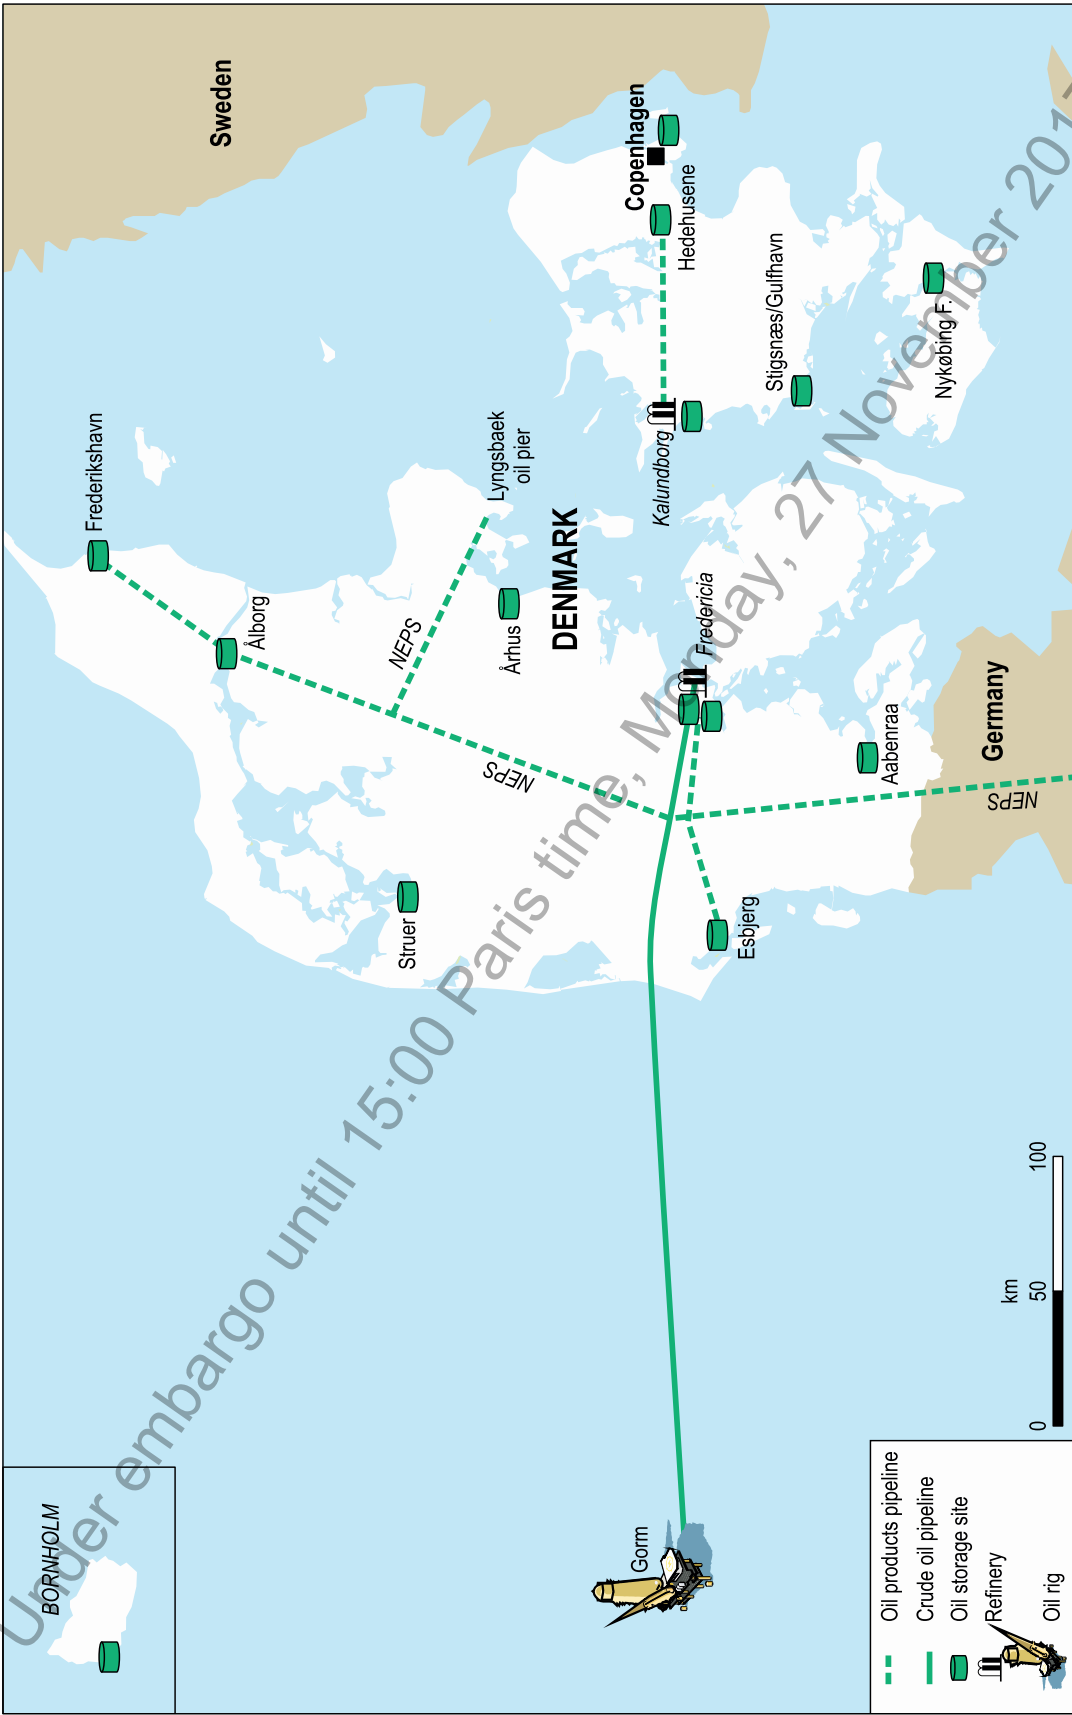 BORNHOLM
Frederikshavn
Sweden
Ålborg
NEPS
Lyngsbaek
oil pier
Århus
Struer
NEPS
DENMARK
Copenhagen
Hedehusene
Kalundborg
Stigsnæs/Gulfhavn
Nykøbing F.
Fredericia
Gorm
Esbjerg
Aabenraa
Germany
NEPS
Oil products pipeline
Crude oil pipeline
Oil storage site
Refinery
Oil rig
km
0 50 100
Under embargo until 15:00 Paris time, Monday, 27 November 2017